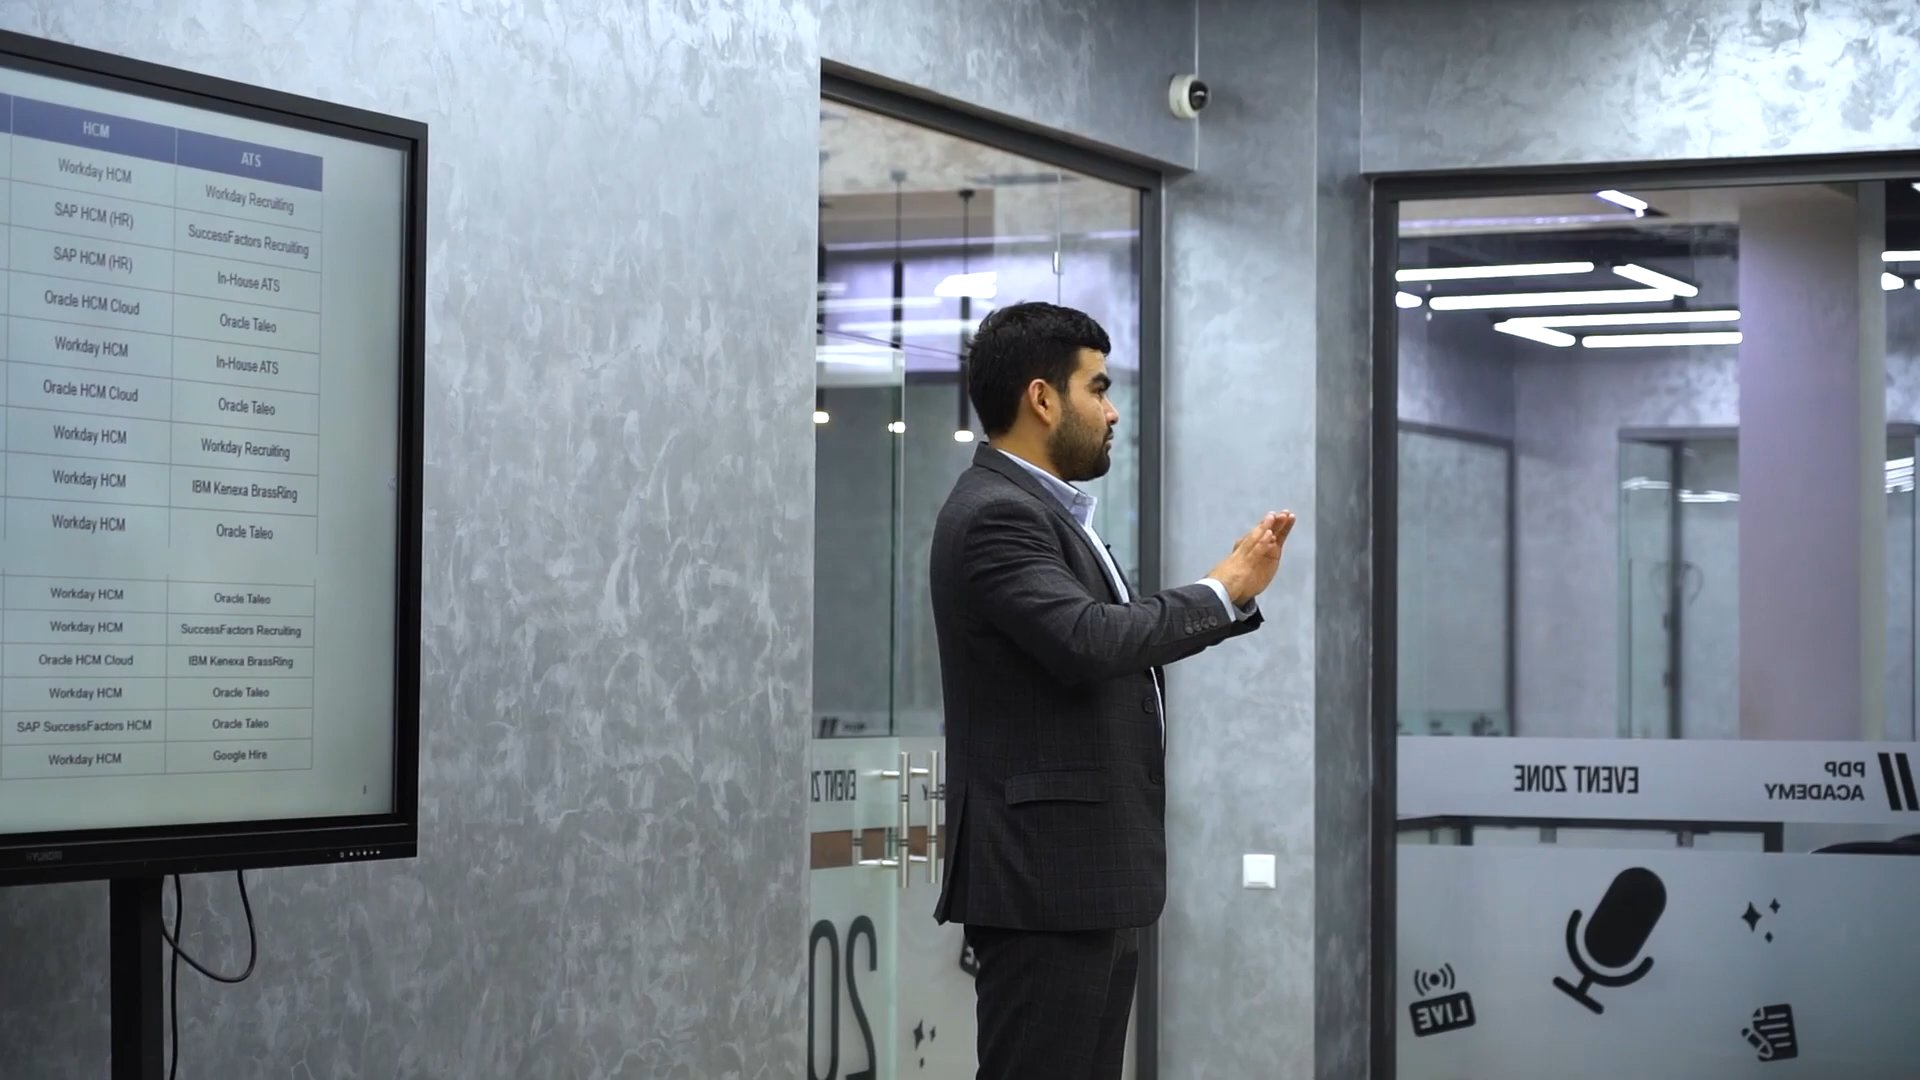 HCM ATS
Workday HCM Workday Recruiting
SAP HCM (HR) SuccessFactors Recruiting
SAP HCM (HR) In-House ATS
Oracle HCM Cloud Oracle Taleo
Workday HCM In-House ATS
Oracle HCM Cloud Oracle Taleo
Workday HCM Workday Recruiting
Workday HCM IBM Kenexa BrassRing
Workday HCM Oracle Taleo
Workday HCM Oracle Taleo
Workday HCM SuccessFactors Recruiting
Oracle HCM Cloud IBM Kenexa BrassRing
Workday HCM Oracle Taleo
SAP SuccessFactors HCM Oracle Taleo
Workday HCM Google Hire
HYUNDAI
EVENT ZO
20
EVENT ZONE
PDP
ACADEMY
LIVE